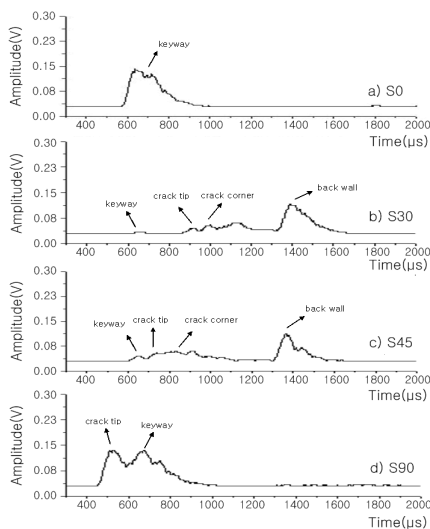 Amplitude(V)
0.30
0.23
0.15
0.08
0.00
keyway
a) S0
400 600 800 1000 1200 1400 1600 1800 2000
Time(μs)
Amplitude(V)
0.30
0.23
0.15
0.08
0.00
keyway
crack tip
crack corner
back wall
b) S30
400 600 800 1000 1200 1400 1600 1800 2000
Time(μs)
Amplitude(V)
0.30
0.23
0.15
0.08
0.00
keyway
crack tip
crack corner
back wall
c) S45
400 600 800 1000 1200 1400 1600 1800 2000
Time(μs)
Amplitude(V)
0.30
0.23
0.15
0.08
0.00
crack tip
keyway
d) S90
400 600 800 1000 1200 1400 1600 1800 2000
Time(μs)